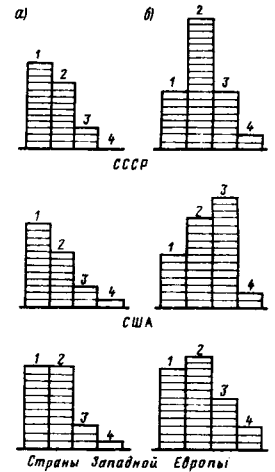 а) б)
1 2 3 4 1 2 3 4
СССР
1 2 3 4 1 2 3 4
США
1 2 3 4 1 2 3 4
Страны Западной Европы